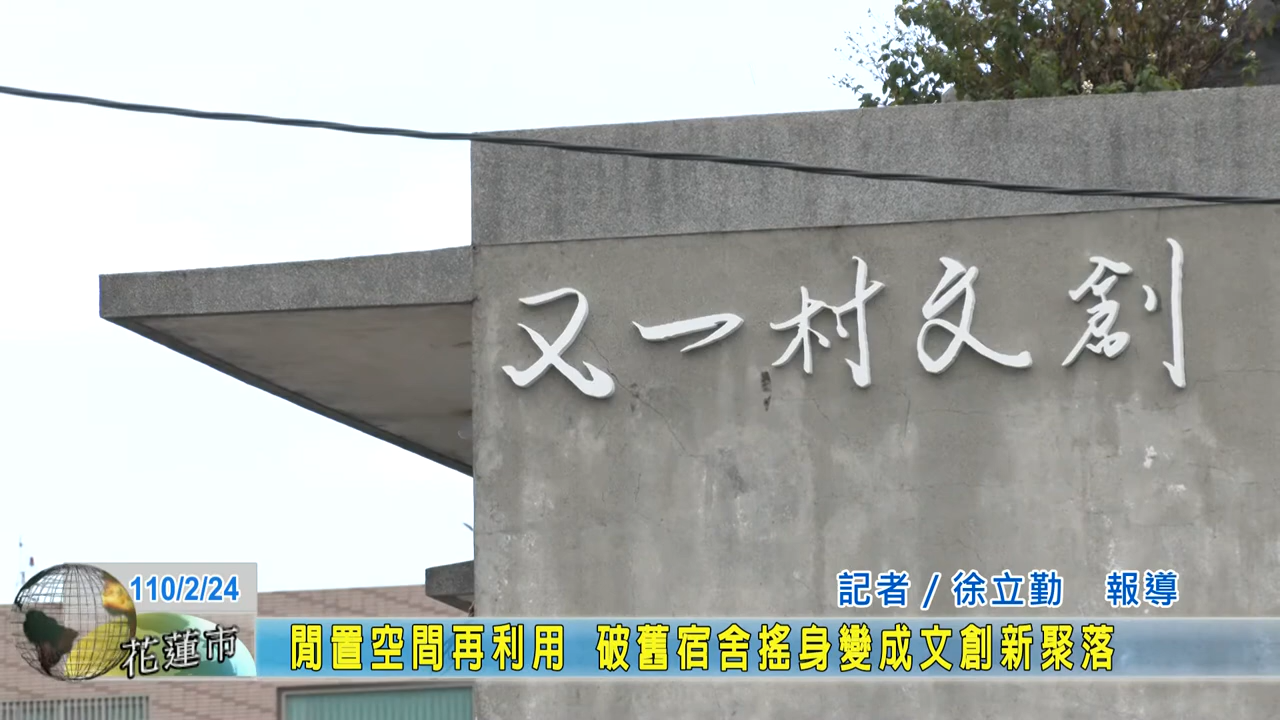 又一村文創
110/2/24
記者/徐立勤 報導
花蓮市
閒置空間再利用 破舊宿舍搖身變成文創新聚落